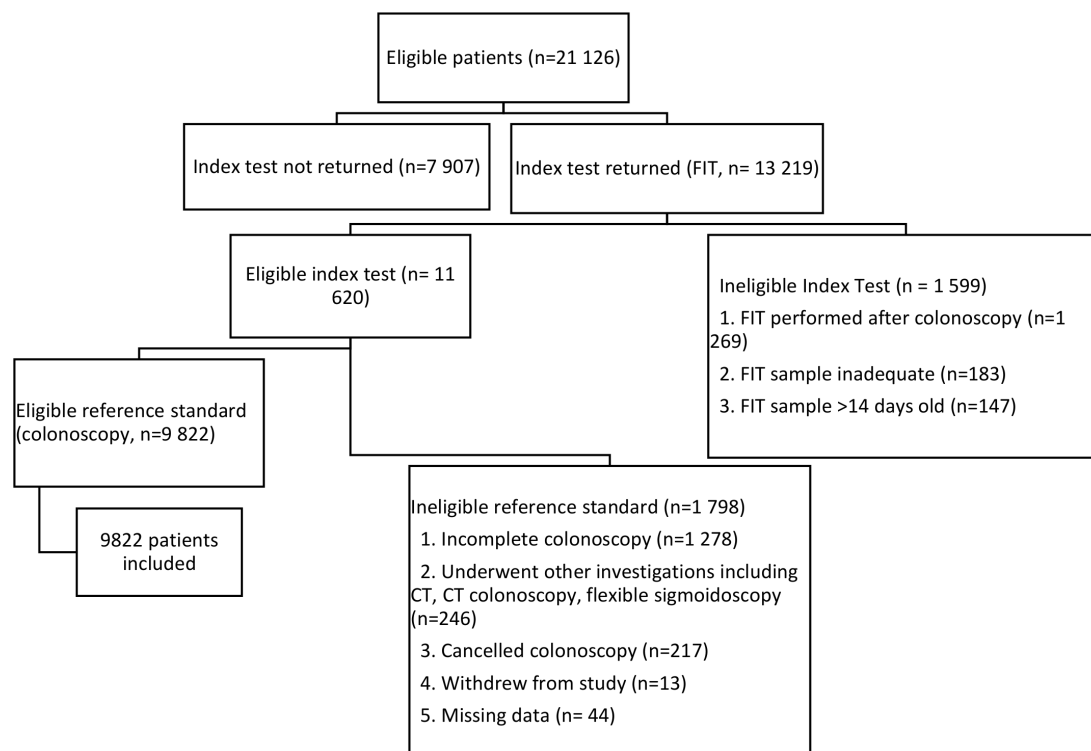 Eligible patients (n=21 126)
Index test not returned (n=7 907)
Index test returned (FIT, n= 13 219)
Eligible index test (n= 11
620)
Ineligible Index Test (n = 1 599)
1. FIT performed after colonoscopy (n=1
269)
2. FIT sample inadequate (n=183)
3. FIT sample >14 days old (n=147)
Eligible reference standard
(colonoscopy, n=9 822)
9822 patients
included
Ineligible reference standard (n=1 798)
1. Incomplete colonoscopy (n=1 278)
2. Underwent other investigations including
CT, CT colonoscopy, flexible sigmoidoscopy
(n=246)
3. Cancelled colonoscopy (n=217)
4. Withdrew from study (n=13)
5. Missing data (n= 44)